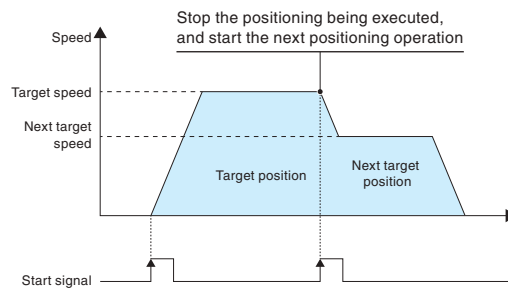 Stop the positioning being executed,
and start the next positioning operation
Speed
Target speed
Next target
speed
Target position
Next target
position
Start signal